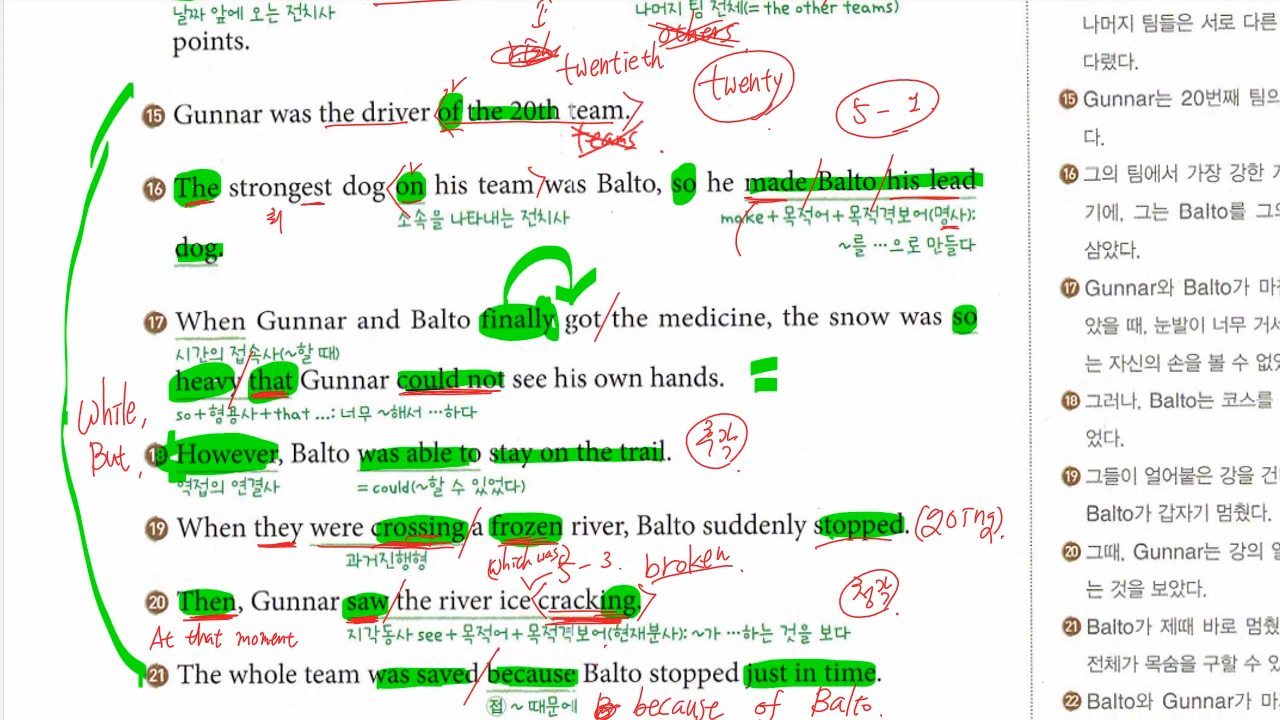 날짜 앞에 오는 전치사
나머지 팀 전체(= the other teams)
others
points.
twentieth
twenty
5-1
⑮ Gunnar was the driver of the 20th team.
teams
⑯ The strongest dog on his team was Balto, so he made Balto his lead
소속을 나타내는 전치사
make + 목적어 + 목적격보어(명사):
~를 …으로 만들다
dog.
⑰ When Gunnar and Balto finally got the medicine, the snow was so
시간의 접속사(~할 때)
heavy that Gunnar could not see his own hands.
so + 형용사 + that …: 너무 ~해서 …하다
While,
But,
⑱ However, Balto was able to stay on the trail.
역접의 연결사
= could(~할 수 있었다)
⑲ When they were crossing a frozen river, Balto suddenly stopped.
과거진행형
(which was)
5-3.
broken
⑳ Then, Gunnar saw the river ice cracking.
청각
At that moment
지각동사 see + 목적어 + 목적격보어(현재분사): ~가 …하는 것을 보다
㉑ The whole team was saved because Balto stopped just in time.
접 ~ 때문에
because of Balto.
나머지 팀들은 서로 다른
다렸다.
⑮ Gunnar는 20번째 팀의
다.
⑯ 그의 팀에서 가장 강한
기에, 그는 Balto를 그의
삼았다.
⑰ Gunnar와 Balto가
았을 때, 눈발이 너무 거
는 자신의 손을 볼 수 없
⑱ 그러나, Balto는 코스를
었다.
⑲ 그들이 얼어붙은 강을 건
Balto가 갑자기 멈췄다.
⑳ 그때, Gunnar는 강의
는 것을 보았다.
㉑ Balto가 제때 바로 멈췄
전체가 목숨을 구할 수
㉒ Balto와 Gunnar가